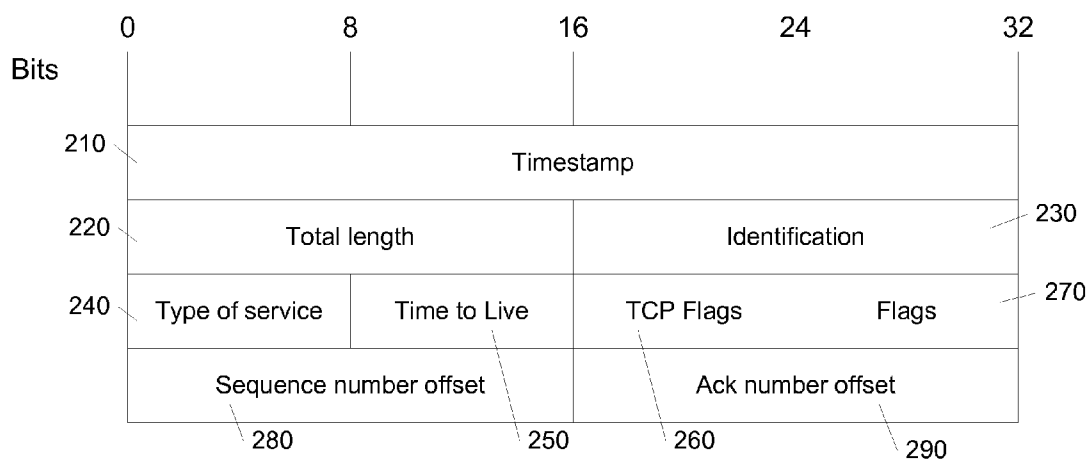 0 8 16 24 32
Bits
210 Timestamp
220 Total length Identification 230
240 Type of service Time to Live TCP Flags Flags 270
Sequence number offset Ack number offset
280 250 260 290